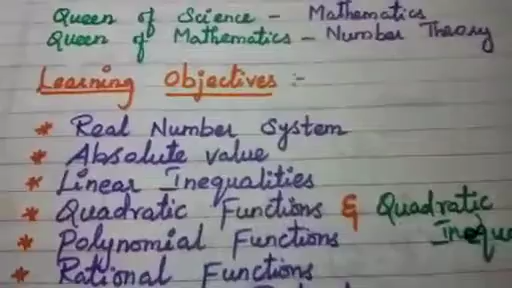 Queen of Science - Mathematics
Queen of Mathematics - Number Theory
Learning Objectives :-
* Real Number System
* Absolute value
* Linear Inequalities
* Quadratic Functions & Quadratic
* Polynomial Functions Inequ
* Rational Functions